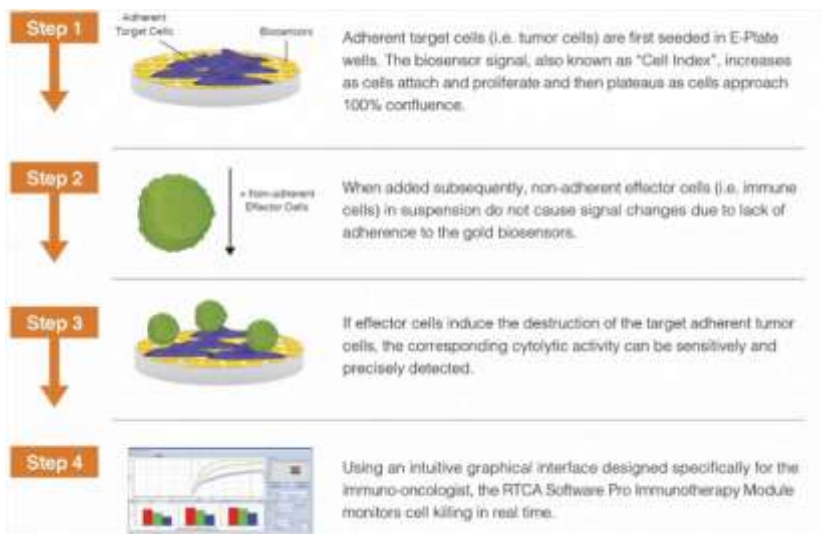 Step 1
Adherent
Target Cells
Biosensors
Adherent target cells (i.e. tumor cells) are first seeded in E-Plate
wells. The biosensor signal, also known as "Cell Index", increases
as cells attach and proliferate and then plateaus as cells approach
100% confluence.
Step 2
+ Non-adherent
Effector Cells
When added subsequently, non-adherent effector cells (i.e. immune
cells) in suspension do not cause signal changes due to lack of
adherence to the gold biosensors.
Step 3
If effector cells induce the destruction of the target adherent tumor
cells, the corresponding cytolytic activity can be sensitively and
precisely detected.
Step 4
Using an intuitive graphical interface designed specifically for the
immuno-oncologist, the RTCA Software Pro Immunotherapy Module
monitors cell killing in real time.